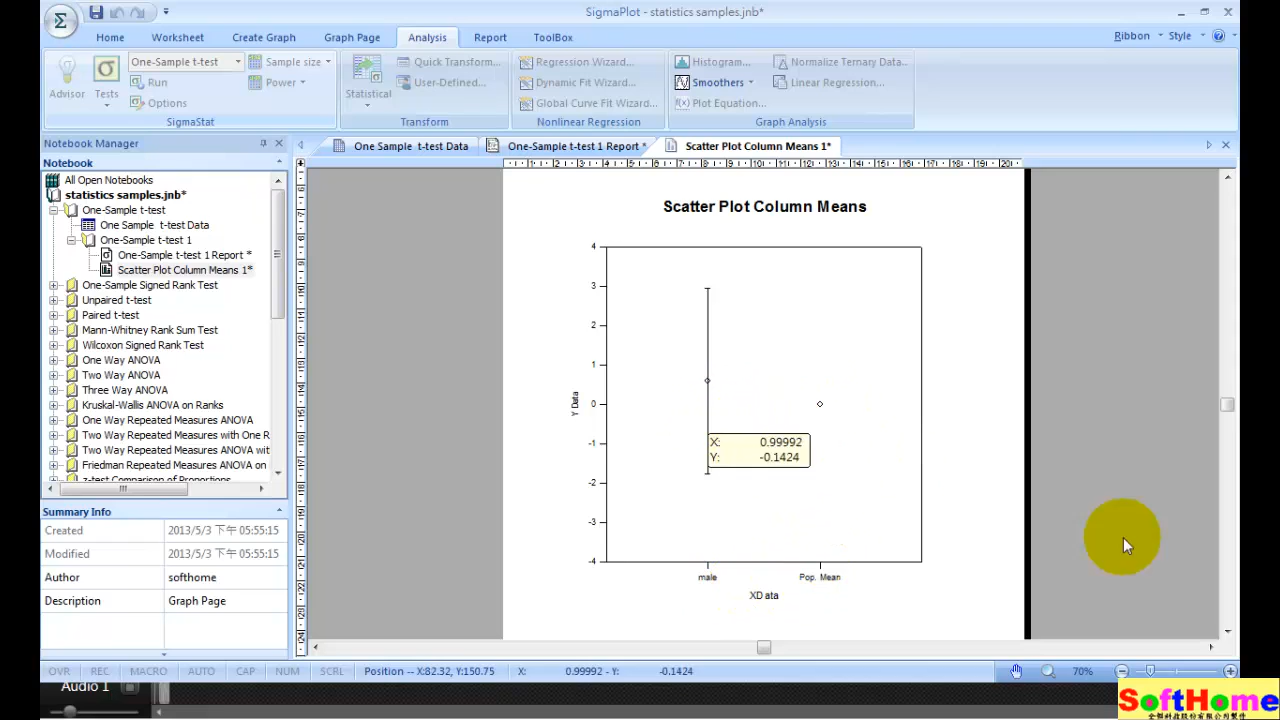 SigmaPlot - statistics samples.jnb*
Home Worksheet Create Graph Graph Page Analysis Report ToolBox Ribbon Style
Advisor Tests One-Sample t-test Run Options Sample size Power SigmaStat
Statistical Quick Transform... User-Defined... Transform
Regression Wizard... Dynamic Fit Wizard... Global Curve Fit Wizard... Nonlinear Regression
Histogram... Smoothers Plot Equation... Normalize Ternary Data... Linear Regression... Graph Analysis
Notebook Manager
One Sample t-test Data One-Sample t-test 1 Report * Scatter Plot Column Means 1*
Notebook
All Open Notebooks
statistics samples.jnb*
One-Sample t-test
One Sample t-test Data
One-Sample t-test 1
One-Sample t-test 1 Report *
Scatter Plot Column Means 1*
One-Sample Signed Rank Test
Unpaired t-test
Paired t-test
Mann-Whitney Rank Sum Test
Wilcoxon Signed Rank Test
One Way ANOVA
Two Way ANOVA
Three Way ANOVA
Kruskal-Wallis ANOVA on Ranks
One Way Repeated Measures ANOVA
Two Way Repeated Measures with One R
Two Way Repeated Measures ANOVA wit
Friedman Repeated Measures ANOVA on
z-test Comparison of Proportions
Summary Info
Created 2013/5/3 下午 05:55:15
Modified 2013/5/3 下午 05:55:15
Author softhome
Description Graph Page
Scatter Plot Column Means
4
3
2
1
0
-1
-2
-3
-4
Y Data
X: 0.99992
Y: -0.1424
male Pop. Mean
XD ata
OVR REC MACRO AUTO CAP NUM SCRL Position -- X:82.32, Y:150.75 X: 0.99992 - Y: -0.1424 70%
Audio 1
SoftHome